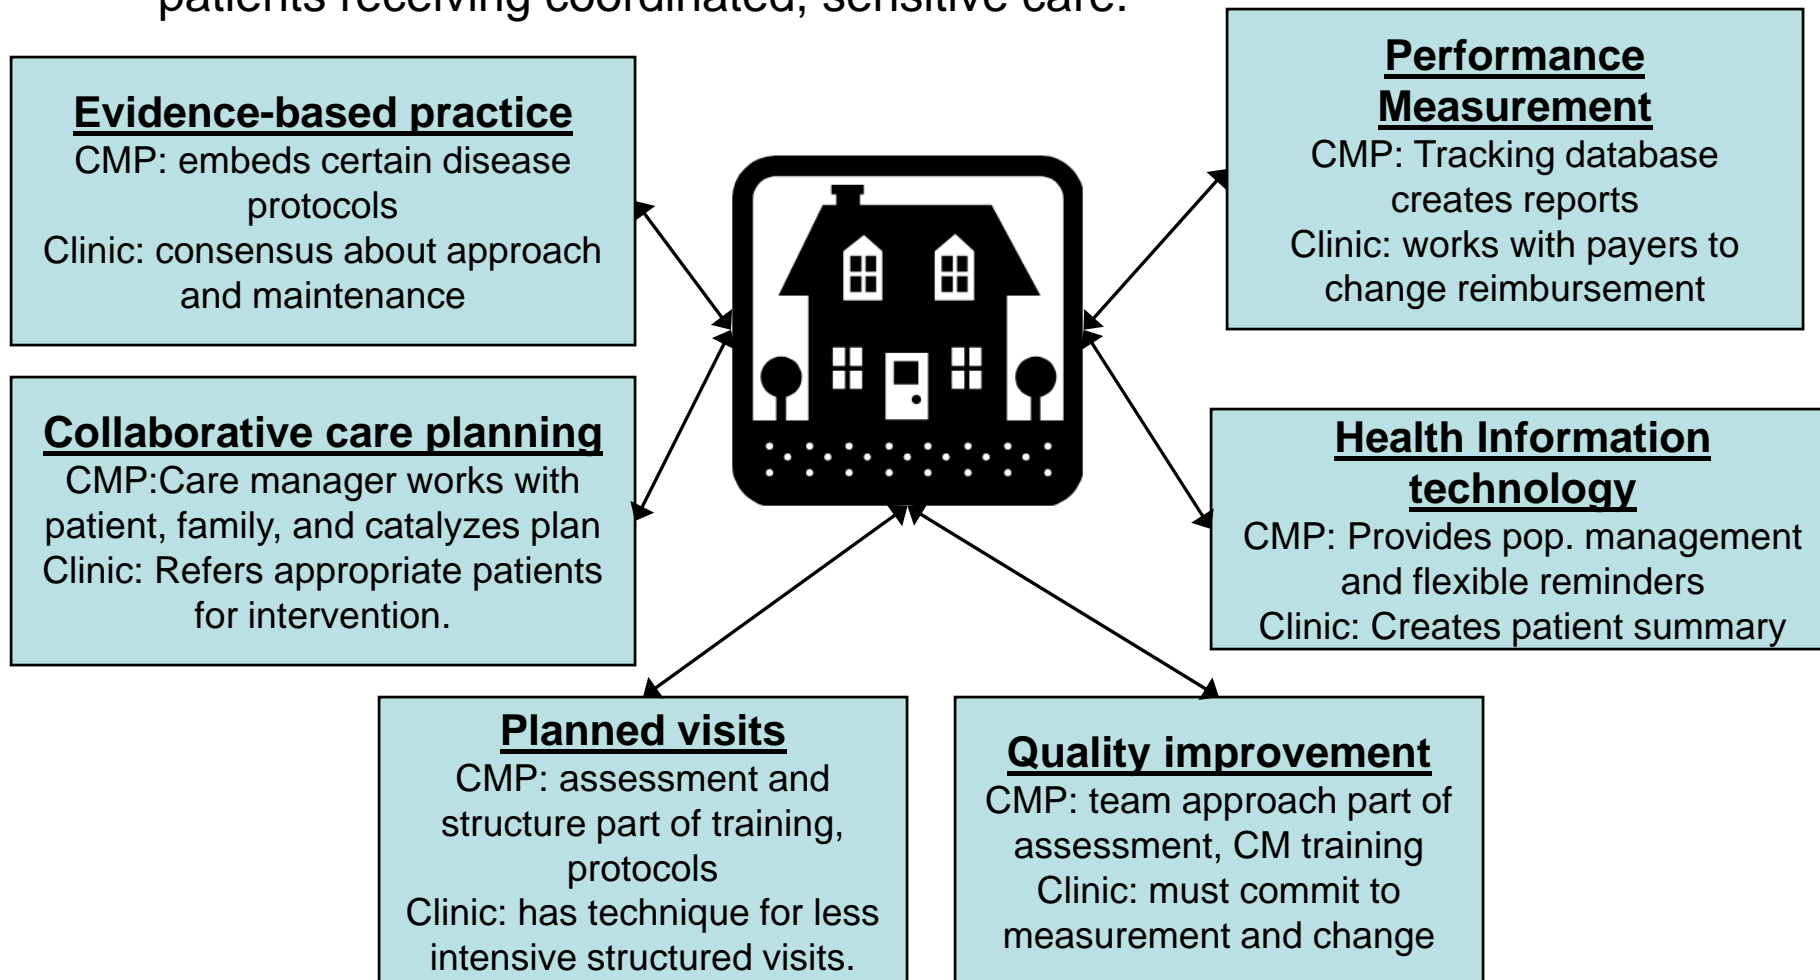 patients receiving coordinated, sensitive care.
Evidence-based practice
CMP: embeds certain disease
protocols
Clinic: consensus about approach
and maintenance
Performance
Measurement
CMP: Tracking database
creates reports
Clinic: works with payers to
change reimbursement
Collaborative care planning
CMP:Care manager works with
patient, family, and catalyzes plan
Clinic: Refers appropriate patients
for intervention.
Health Information
technology
CMP: Provides pop. management
and flexible reminders
Clinic: Creates patient summary
Planned visits
CMP: assessment and
structure part of training,
protocols
Clinic: has technique for less
intensive structured visits.
Quality improvement
CMP: team approach part of
assessment, CM training
Clinic: must commit to
measurement and change